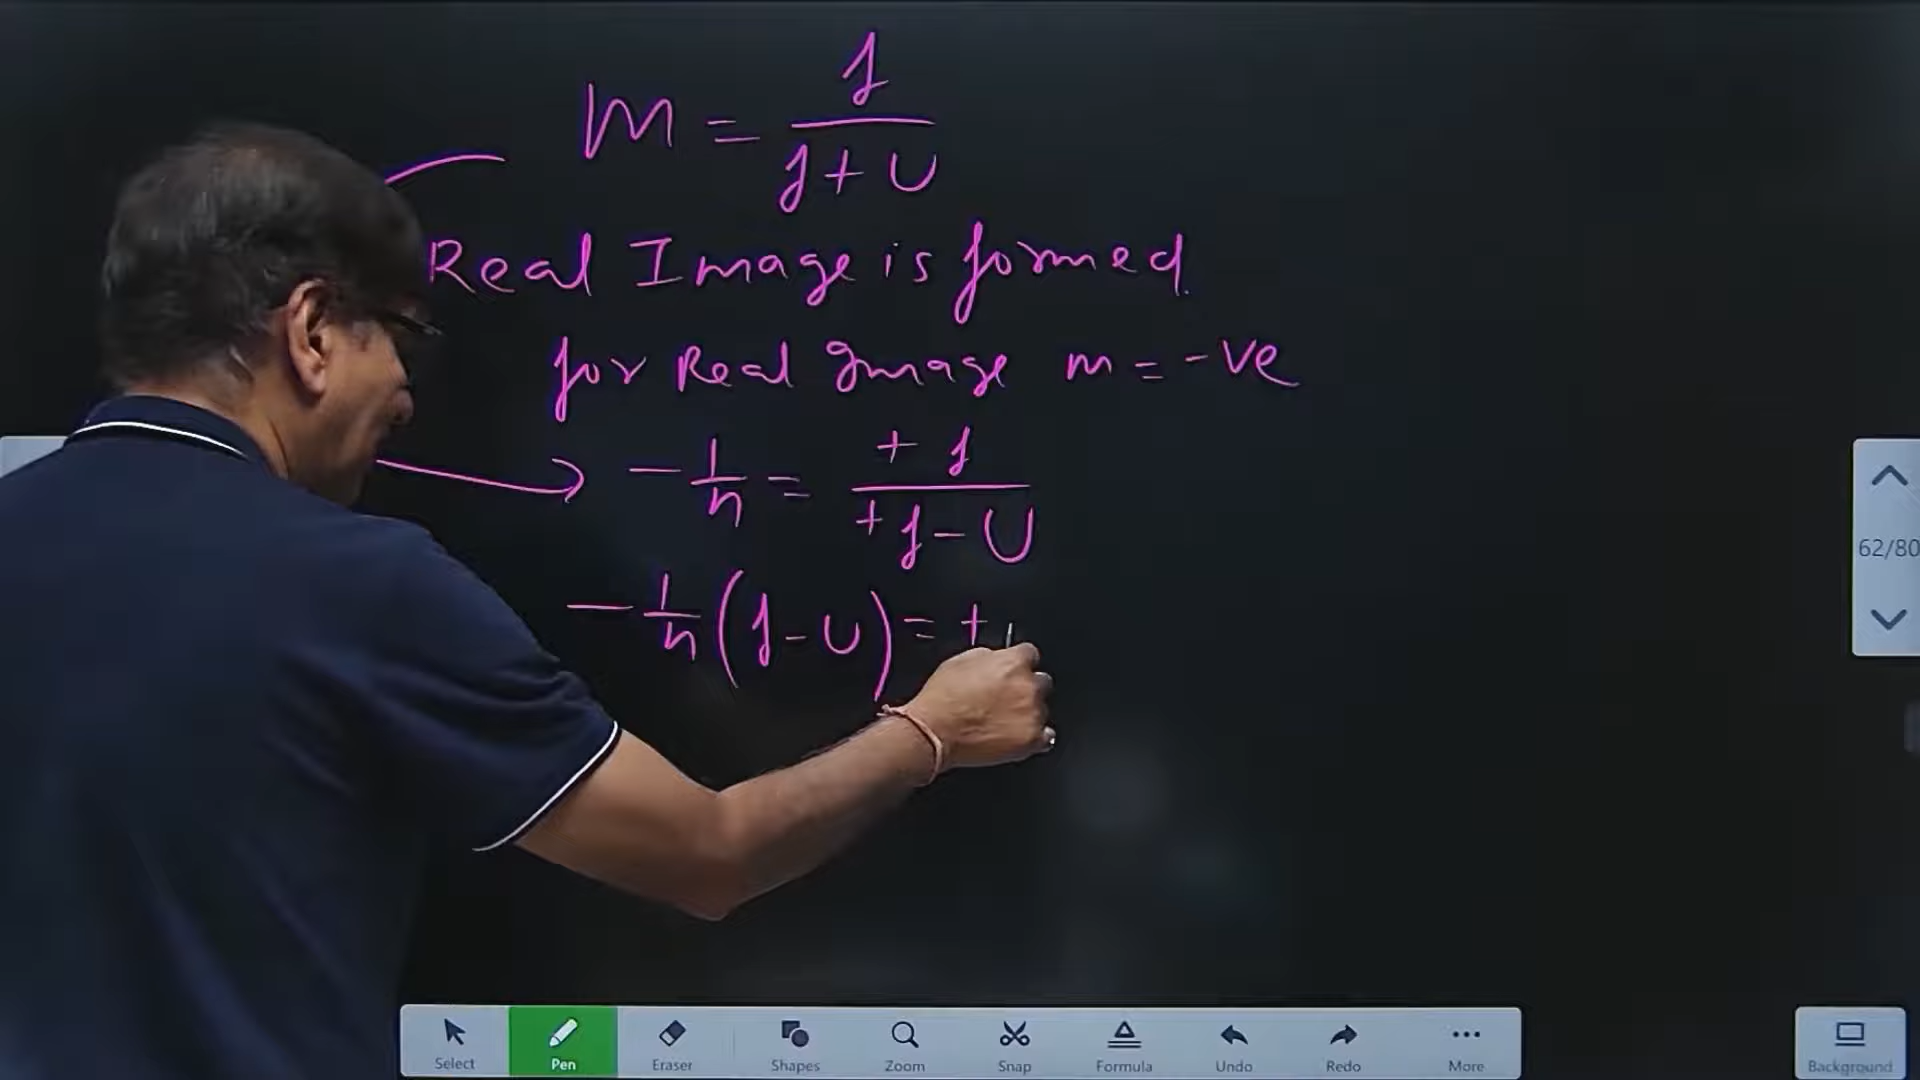 m = f / (f + U)
Real Image is formed.
for Real Image m = -ve
- 1/n = + f / (+ f - U)
- 1/n (f - U) = +
62/80
Select Pen Eraser Shapes Zoom Snap Formula Undo Redo More Background